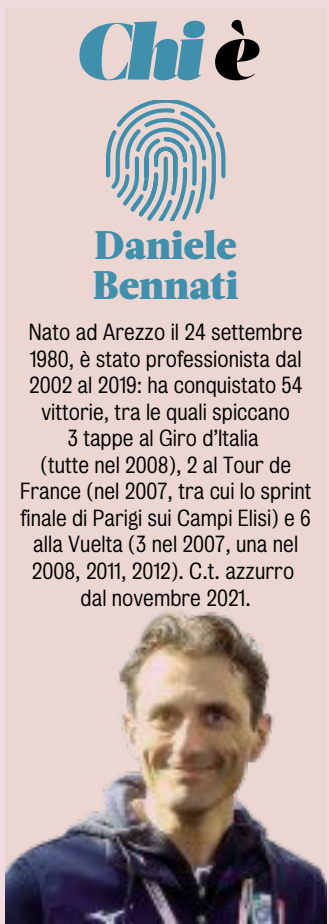 Chi è
Daniele
Bennati
Nato ad Arezzo il 24 settembre
1980, è stato professionista dal
2002 al 2019: ha conquistato 54
vittorie, tra le quali spiccano
3 tappe al Giro d’Italia
(tutte nel 2008), 2 al Tour de
France (nel 2007, tra cui lo sprint
finale di Parigi sui Campi Elisi) e 6
alla Vuelta (3 nel 2007, una nel
2008, 2011, 2012). C.t. azzurro
dal novembre 2021.